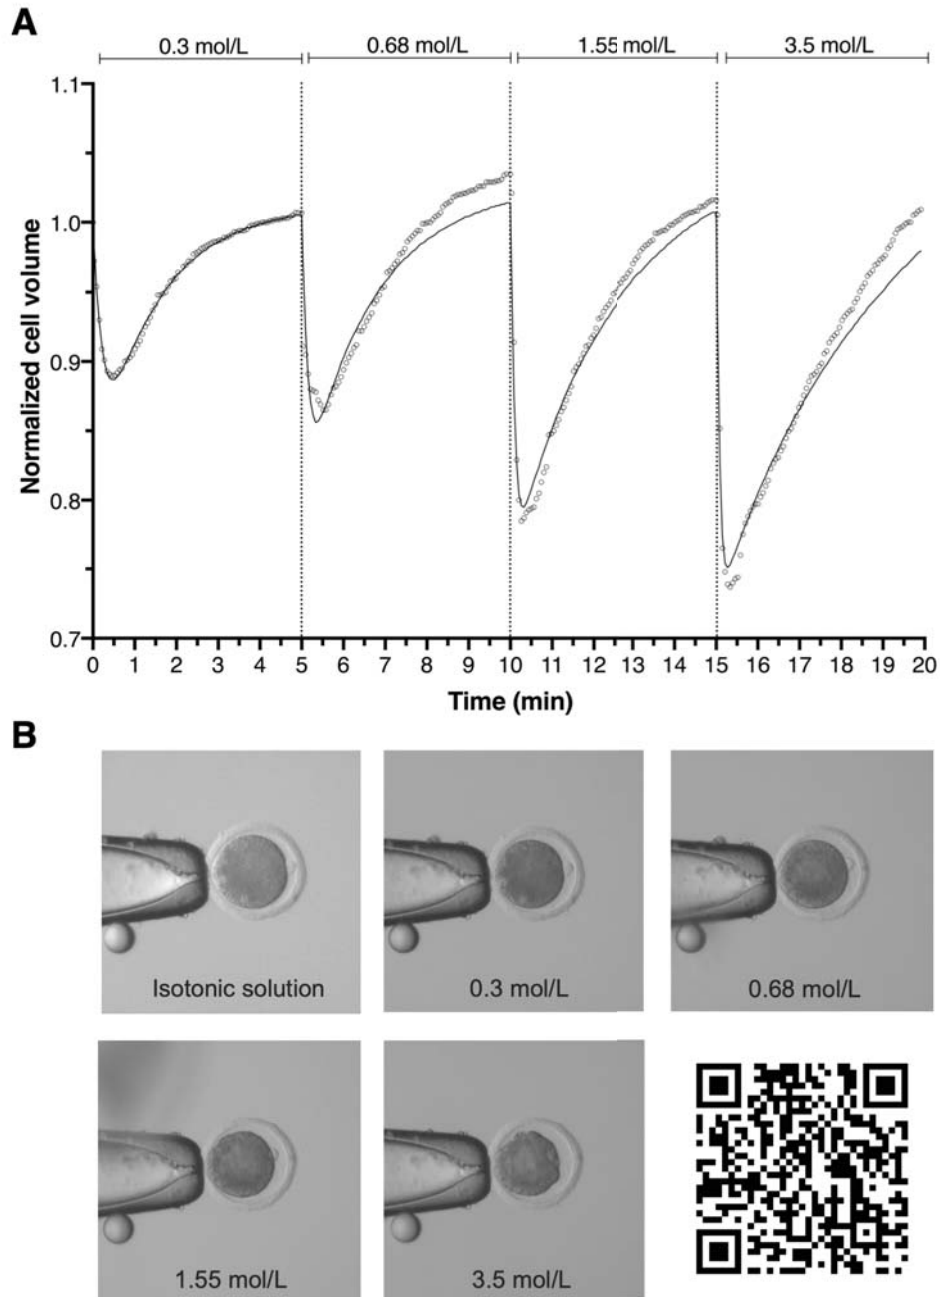 A
0.3 mol/L 0.68 mol/L 1.55 mol/L 3.5 mol/L
1.1
1.0
0.9
0.8
0.7
Normalized cell volume
0 1 2 3 4 5 6 7 8 9 10 11 12 13 14 15 16 17 18 19 20
Time (min)
B
Isotonic solution 0.3 mol/L 0.68 mol/L
1.55 mol/L 3.5 mol/L